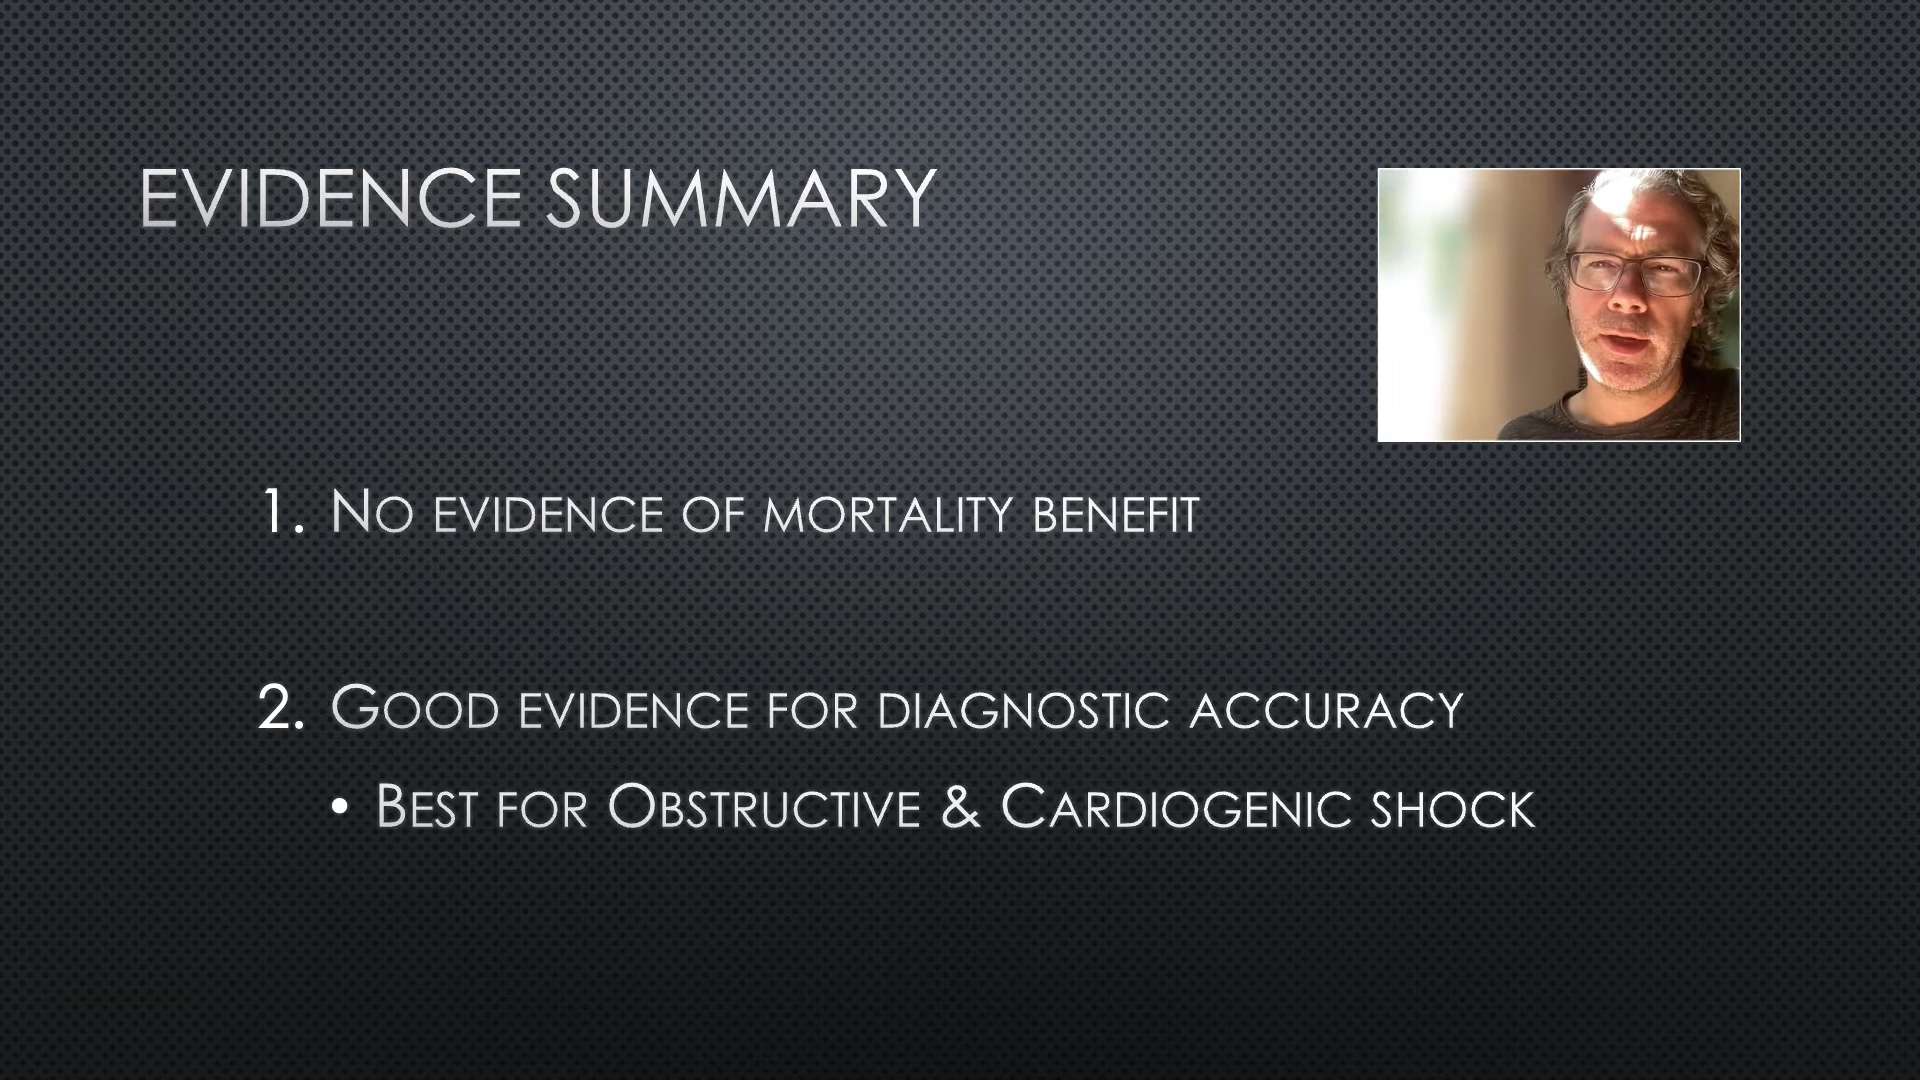 EVIDENCE SUMMARY
1. NO EVIDENCE OF MORTALITY BENEFIT
2. GOOD EVIDENCE FOR DIAGNOSTIC ACCURACY
• BEST FOR OBSTRUCTIVE & CARDIOGENIC SHOCK